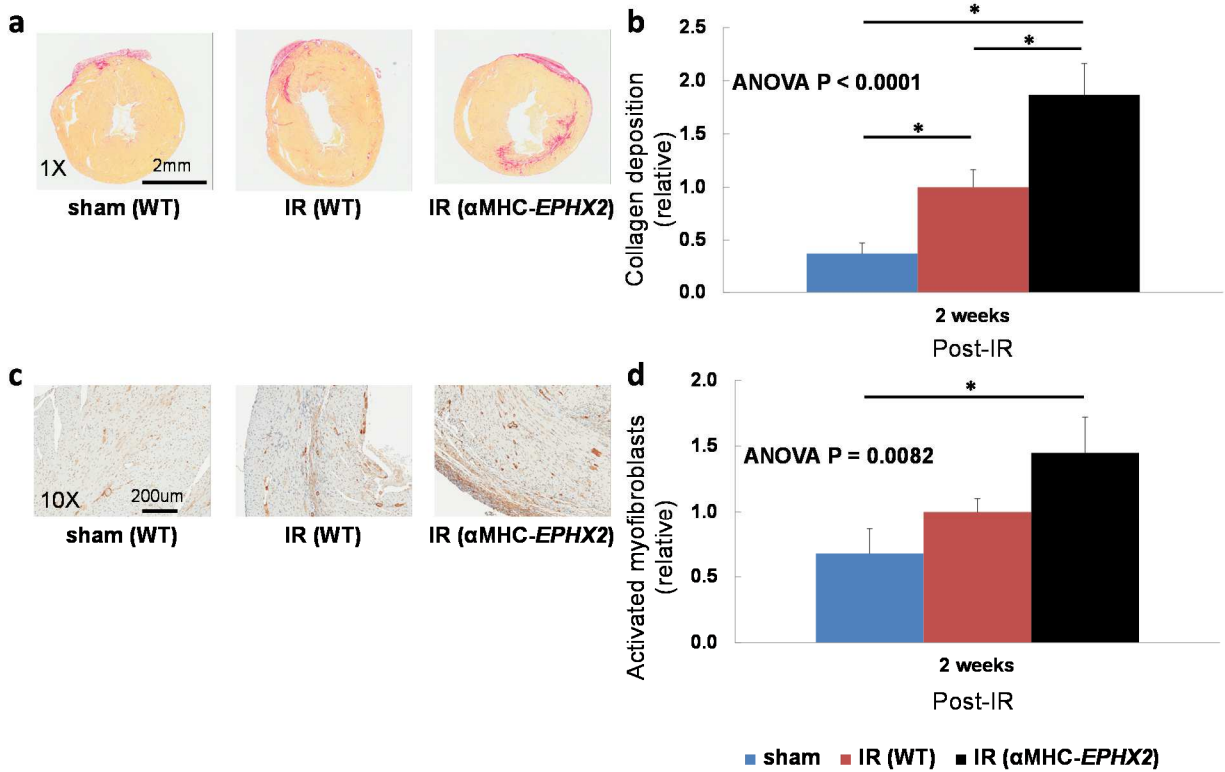 a
1X
2mm
sham (WT)
IR (WT)
IR (αMHC-EPHX2)
b
Collagen deposition
(relative)
2.5
2.0
1.5
1.0
0.5
0.0
ANOVA P < 0.0001
*
*
*
2 weeks
Post-IR
c
10X
200um
sham (WT)
IR (WT)
IR (αMHC-EPHX2)
d
Activated myofibroblasts
(relative)
2.0
1.5
1.0
0.5
0.0
ANOVA P = 0.0082
*
2 weeks
Post-IR
sham IR (WT) IR (αMHC-EPHX2)